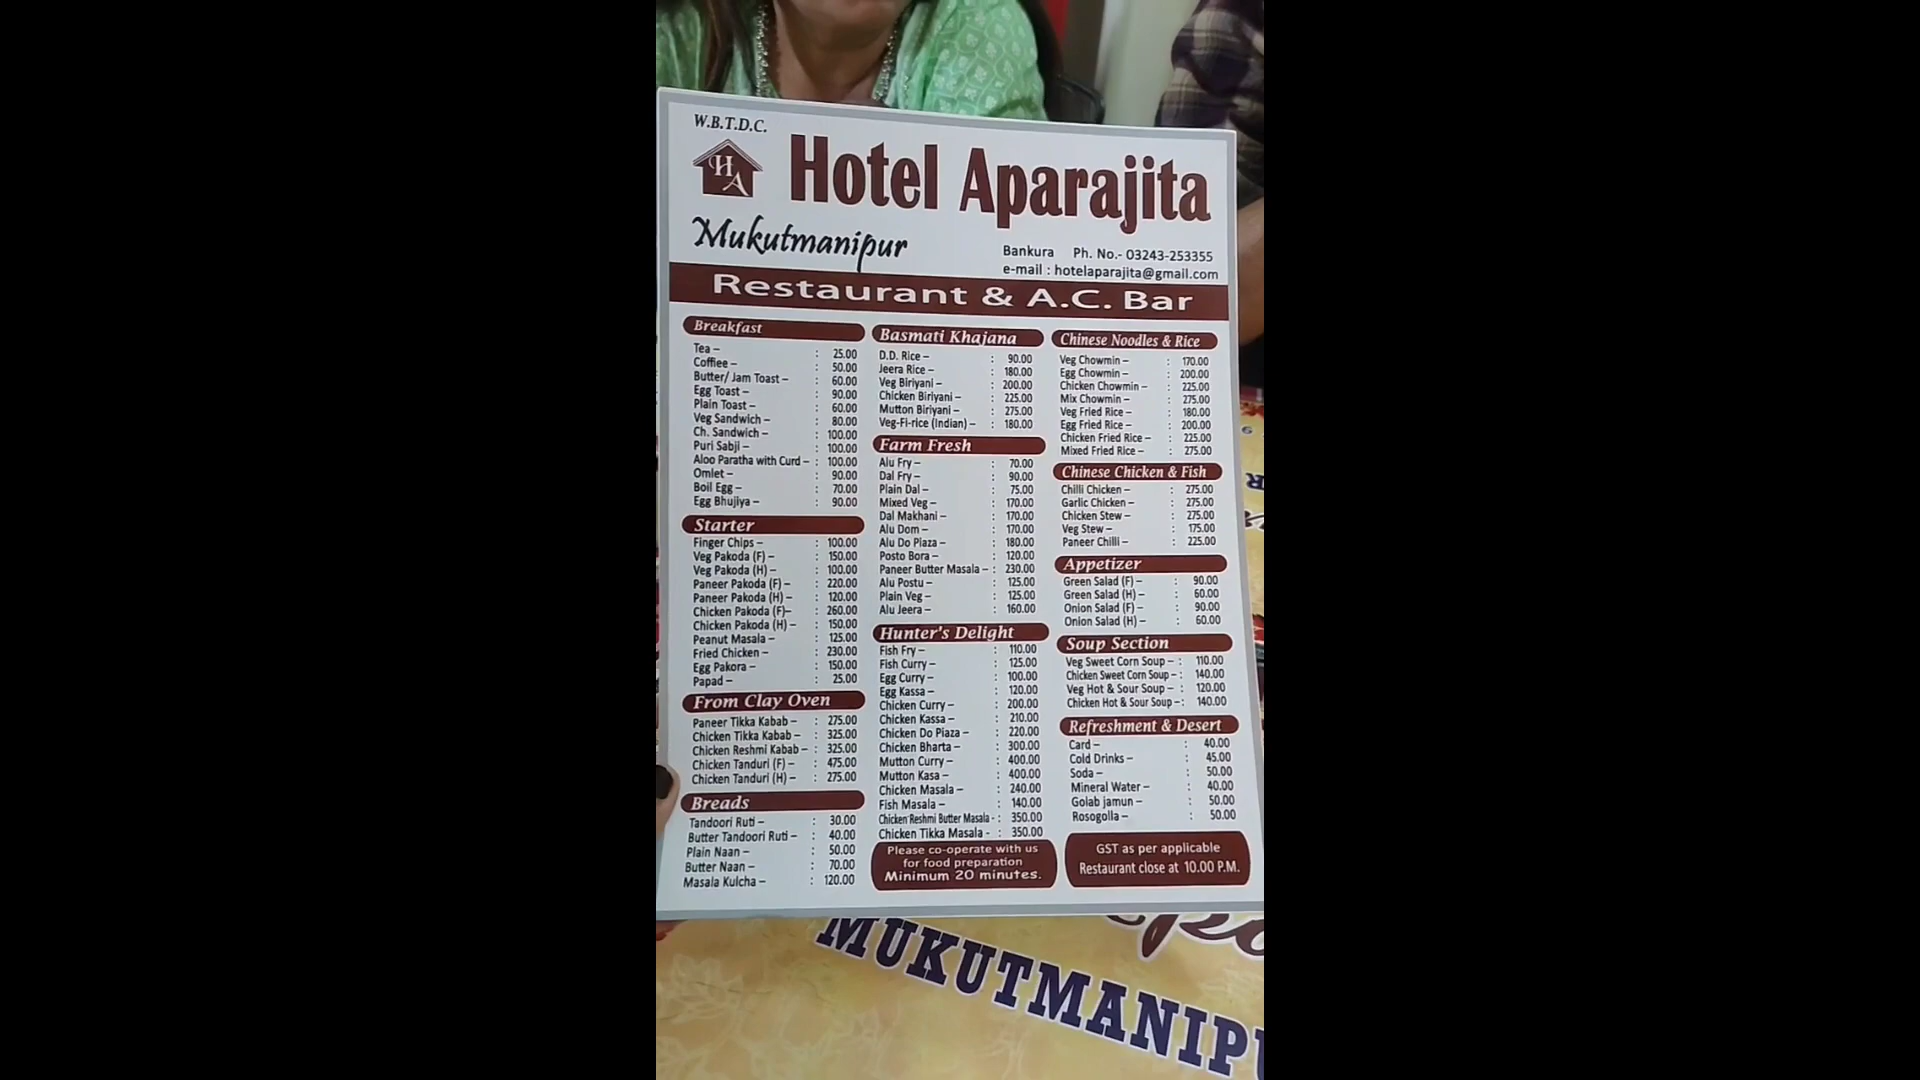 W.B.T.D.C.
HA
Hotel Aparajita
Mukutmanipur
Bankura Ph. No.- 03243-253355
e-mail : hotelaparajita@gmail.com
Restaurant & A.C. Bar
Breakfast
Tea – : 25.00
Coffiee – : 50.00
Butter/ Jam Toast – : 60.00
Egg Toast – : 90.00
Plain Toast – : 60.00
Veg Sandwich – : 80.00
Ch. Sandwich – : 100.00
Puri Sabji – : 100.00
Aloo Paratha with Curd – : 100.00
Omlet – : 90.00
Boil Egg – : 70.00
Egg Bhujiya – : 90.00
Starter
Finger Chips – : 100.00
Veg Pakoda (F) – : 150.00
Veg Pakoda (H) – : 100.00
Paneer Pakoda (F) – : 220.00
Paneer Pakoda (H) – : 120.00
Chicken Pakoda (F)– : 260.00
Chicken Pakoda (H) – : 150.00
Peanut Masala – : 125.00
Fried Chicken – : 230.00
Egg Pakora – : 150.00
Papad – : 25.00
From Clay Oven
Paneer Tikka Kabab – : 275.00
Chicken Tikka Kabab – : 325.00
Chicken Reshmi Kabab – : 325.00
Chicken Tanduri (F) – : 475.00
Chicken Tanduri (H) – : 275.00
Breads
Tandoori Ruti – : 30.00
Butter Tandoori Ruti – : 40.00
Plain Naan – : 50.00
Butter Naan – : 70.00
Masala Kulcha – : 120.00
Basmati Khajana
D.D. Rice – : 90.00
Jeera Rice – : 180.00
Veg Biriyani – : 200.00
Chicken Biriyani – : 225.00
Mutton Biriyani – : 275.00
Veg-Fi-rice (Indian) – : 180.00
Farm Fresh
Alu Fry – : 70.00
Dal Fry – : 90.00
Plain Dal – : 75.00
Mixed Veg – : 170.00
Dal Makhani – : 170.00
Alu Dom – : 170.00
Alu Do Piaza – : 180.00
Posto Bora – : 120.00
Paneer Butter Masala – : 230.00
Alu Postu – : 125.00
Plain Veg – : 125.00
Alu Jeera – : 160.00
Hunter's Delight
Fish Fry – : 110.00
Fish Curry – : 125.00
Egg Curry – : 100.00
Egg Kassa – : 120.00
Chicken Curry – : 200.00
Chicken Kassa – : 210.00
Chicken Do Piaza – : 220.00
Chicken Bharta – : 300.00
Mutton Curry – : 400.00
Mutton Kasa – : 400.00
Chicken Masala – : 240.00
Fish Masala – : 140.00
Chicken Reshmi Butter Masala - : 350.00
Chicken Tikka Masala - : 350.00
Please co-operate with us
for food preparation
Minimum 20 minutes.
Chinese Noodles & Rice
Veg Chowmin – : 170.00
Egg Chowmin – : 200.00
Chicken Chowmin – : 225.00
Mix Chowmin – : 275.00
Veg Fried Rice – : 180.00
Egg Fried Rice – : 200.00
Chicken Fried Rice – : 225.00
Mixed Fried Rice – : 275.00
Chinese Chicken & Fish
Chilli Chicken – : 275.00
Garlic Chicken – : 275.00
Chicken Stew – : 275.00
Veg Stew – : 175.00
Paneer Chilli – : 225.00
Appetizer
Green Salad (F) – : 90.00
Green Salad (H) – : 60.00
Onion Salad (F) – : 90.00
Onion Salad (H) – : 60.00
Soup Section
Veg Sweet Corn Soup – : 110.00
Chicken Sweet Corn Soup – : 140.00
Veg Hot & Sour Soup – : 120.00
Chicken Hot & Sour Soup –: 140.00
Refreshment & Desert
Card – : 40.00
Cold Drinks – : 45.00
Soda – : 50.00
Mineral Water – : 40.00
Golab jamun – : 50.00
Rosogolla – : 50.00
GST as per applicable
Restaurant close at 10.00 P.M.
MUKUTMANIPU